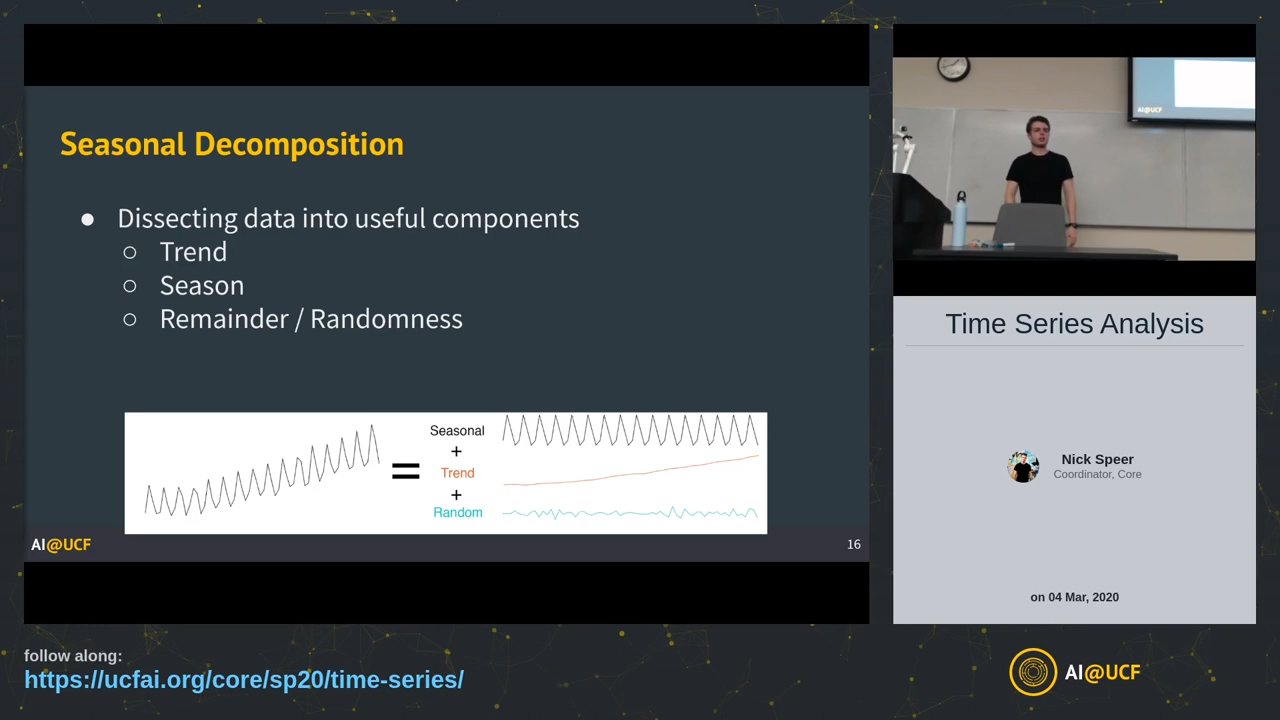 Seasonal Decomposition
● Dissecting data into useful components
○ Trend
○ Season
○ Remainder / Randomness
Seasonal
+
=
Trend
+
Random
AI@UCF
16
AI@UCF
Time Series Analysis
Nick Speer
Coordinator, Core
on 04 Mar, 2020
follow along:
https://ucfai.org/core/sp20/time-series/
AI@UCF